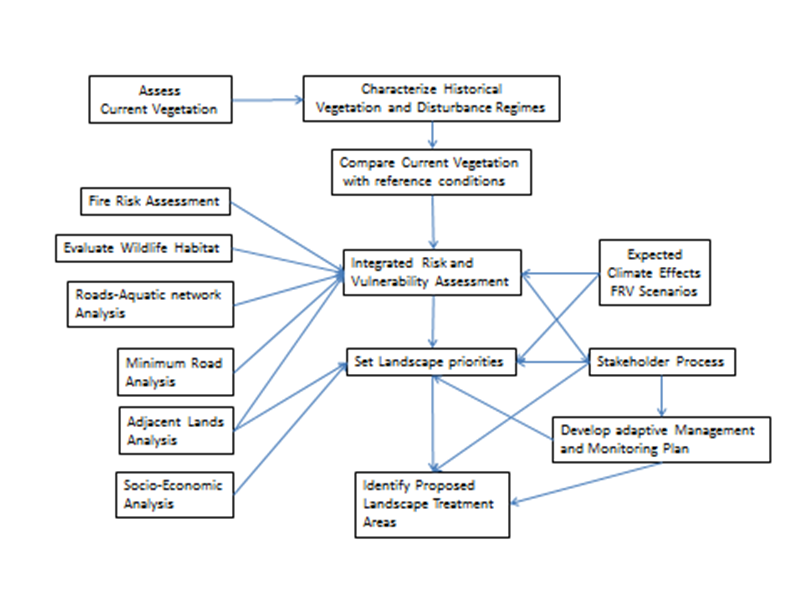 Assess
Current Vegetation
Characterize Historical
Vegetation and Disturbance Regimes
Compare Current Vegetation
with reference conditions
Fire Risk Assessment
Evaluate Wildlife Habitat
Roads-Aquatic network
Analysis
Minimum Road
Analysis
Adjacent Lands
Analysis
Socio-Economic
Analysis
Integrated Risk and
Vulnerability Assessment
Expected
Climate Effects
FRV Scenarios
Set Landscape priorities
Stakeholder Process
Develop adaptive Management
and Monitoring Plan
Identify Proposed
Landscape Treatment
Areas